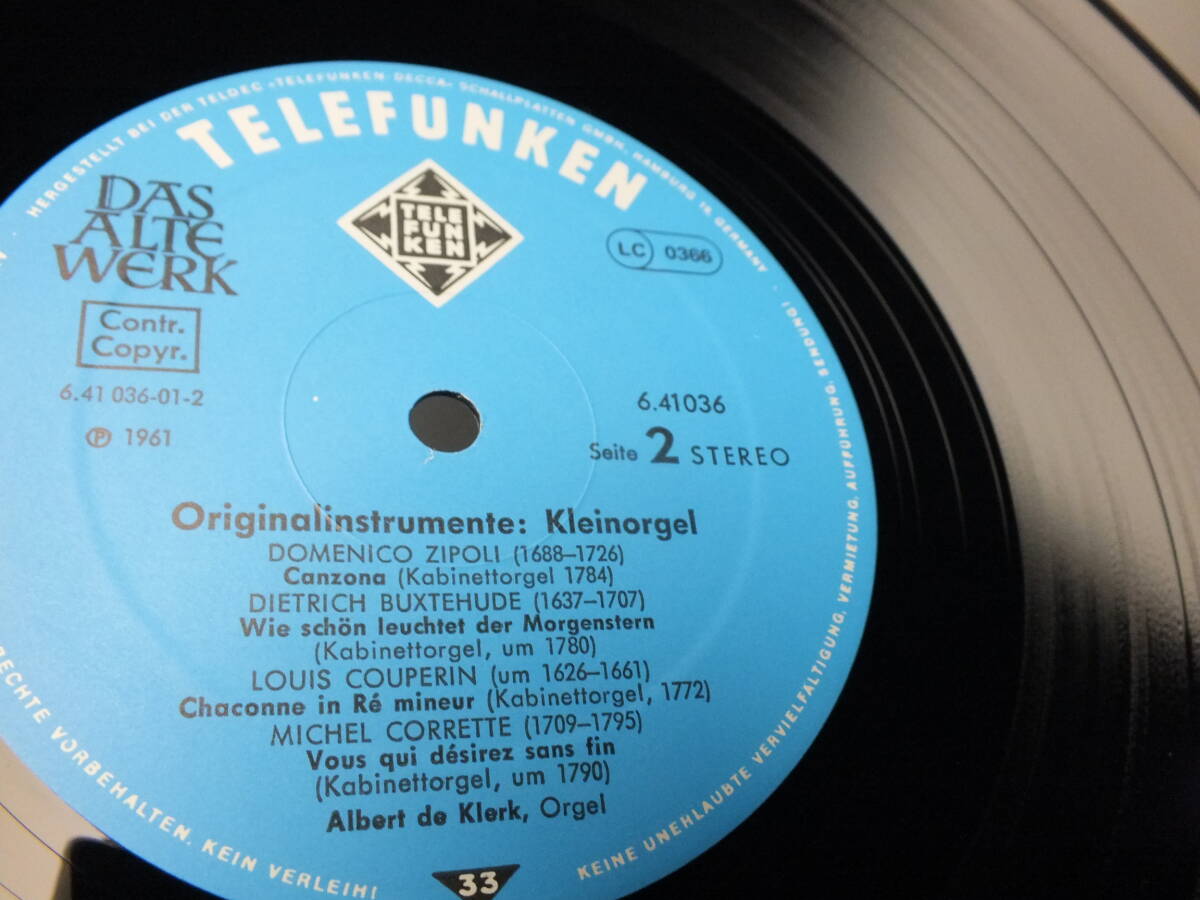 HERGESTELLT BEI DER TELDEC »TELEFUNKEN-DECCA« SCHALLPLATTEN GMBH, HAMBURG 19, GERMANY ·
TELEFUNKEN
DAS
ALTE
WERK
TELE
FUN
KEN
LC 0366
Contr.
Copyr.
6.41 036-01-2
℗ 1961
6.41036
Seite 2 STEREO
Originalinstrumente: Kleinorgel
DOMENICO ZIPOLI (1688–1726)
Canzona (Kabinettorgel 1784)
DIETRICH BUXTEHUDE (1637–1707)
Wie schön leuchtet der Morgenstern
(Kabinettorgel, um 1780)
LOUIS COUPERIN (um 1626–1661)
Chaconne in Ré mineur (Kabinettorgel, 1772)
MICHEL CORRETTE (1709–1795)
Vous qui désirez sans fin
(Kabinettorgel, um 1790)
Albert de Klerk, Orgel
33
KEINE UNEHLAUBTE VERVIELFÄLTIGUNG, VERMIETUNG, AUFFÜHRUNG, SENDUNG!
RECHTE VORBEHALTEN. KEIN VERLEIH!